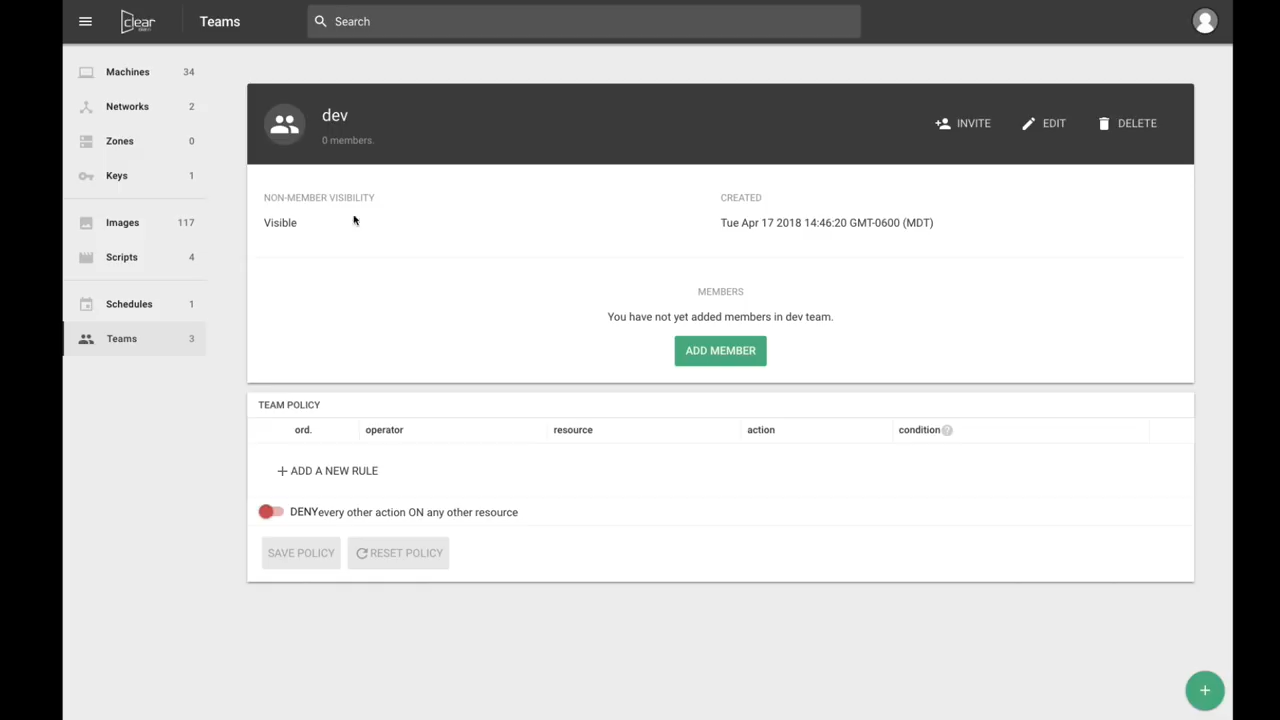 clear
Teams
Search
Machines 34
Networks 2
Zones 0
Keys 1
Images 117
Scripts 4
Schedules 1
Teams 3
dev
0 members.
INVITE
EDIT
DELETE
NON-MEMBER VISIBILITY
Visible
CREATED
Tue Apr 17 2018 14:46:20 GMT-0600 (MDT)
MEMBERS
You have not yet added members in dev team.
ADD MEMBER
TEAM POLICY
ord. operator resource action condition ?
+ ADD A NEW RULE
DENYevery other action ON any other resource
SAVE POLICY
RESET POLICY
+